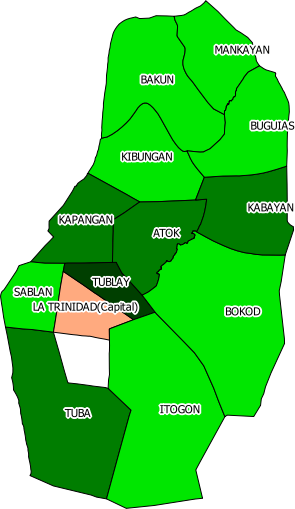 MANKAYAN
BAKUN
BUGUIAS
KIBUNGAN
KABAYAN
KAPANGAN
ATOK
TUBLAY
SABLAN
LA TRINIDAD(Capital)
BOKOD
TUBA
ITOGON